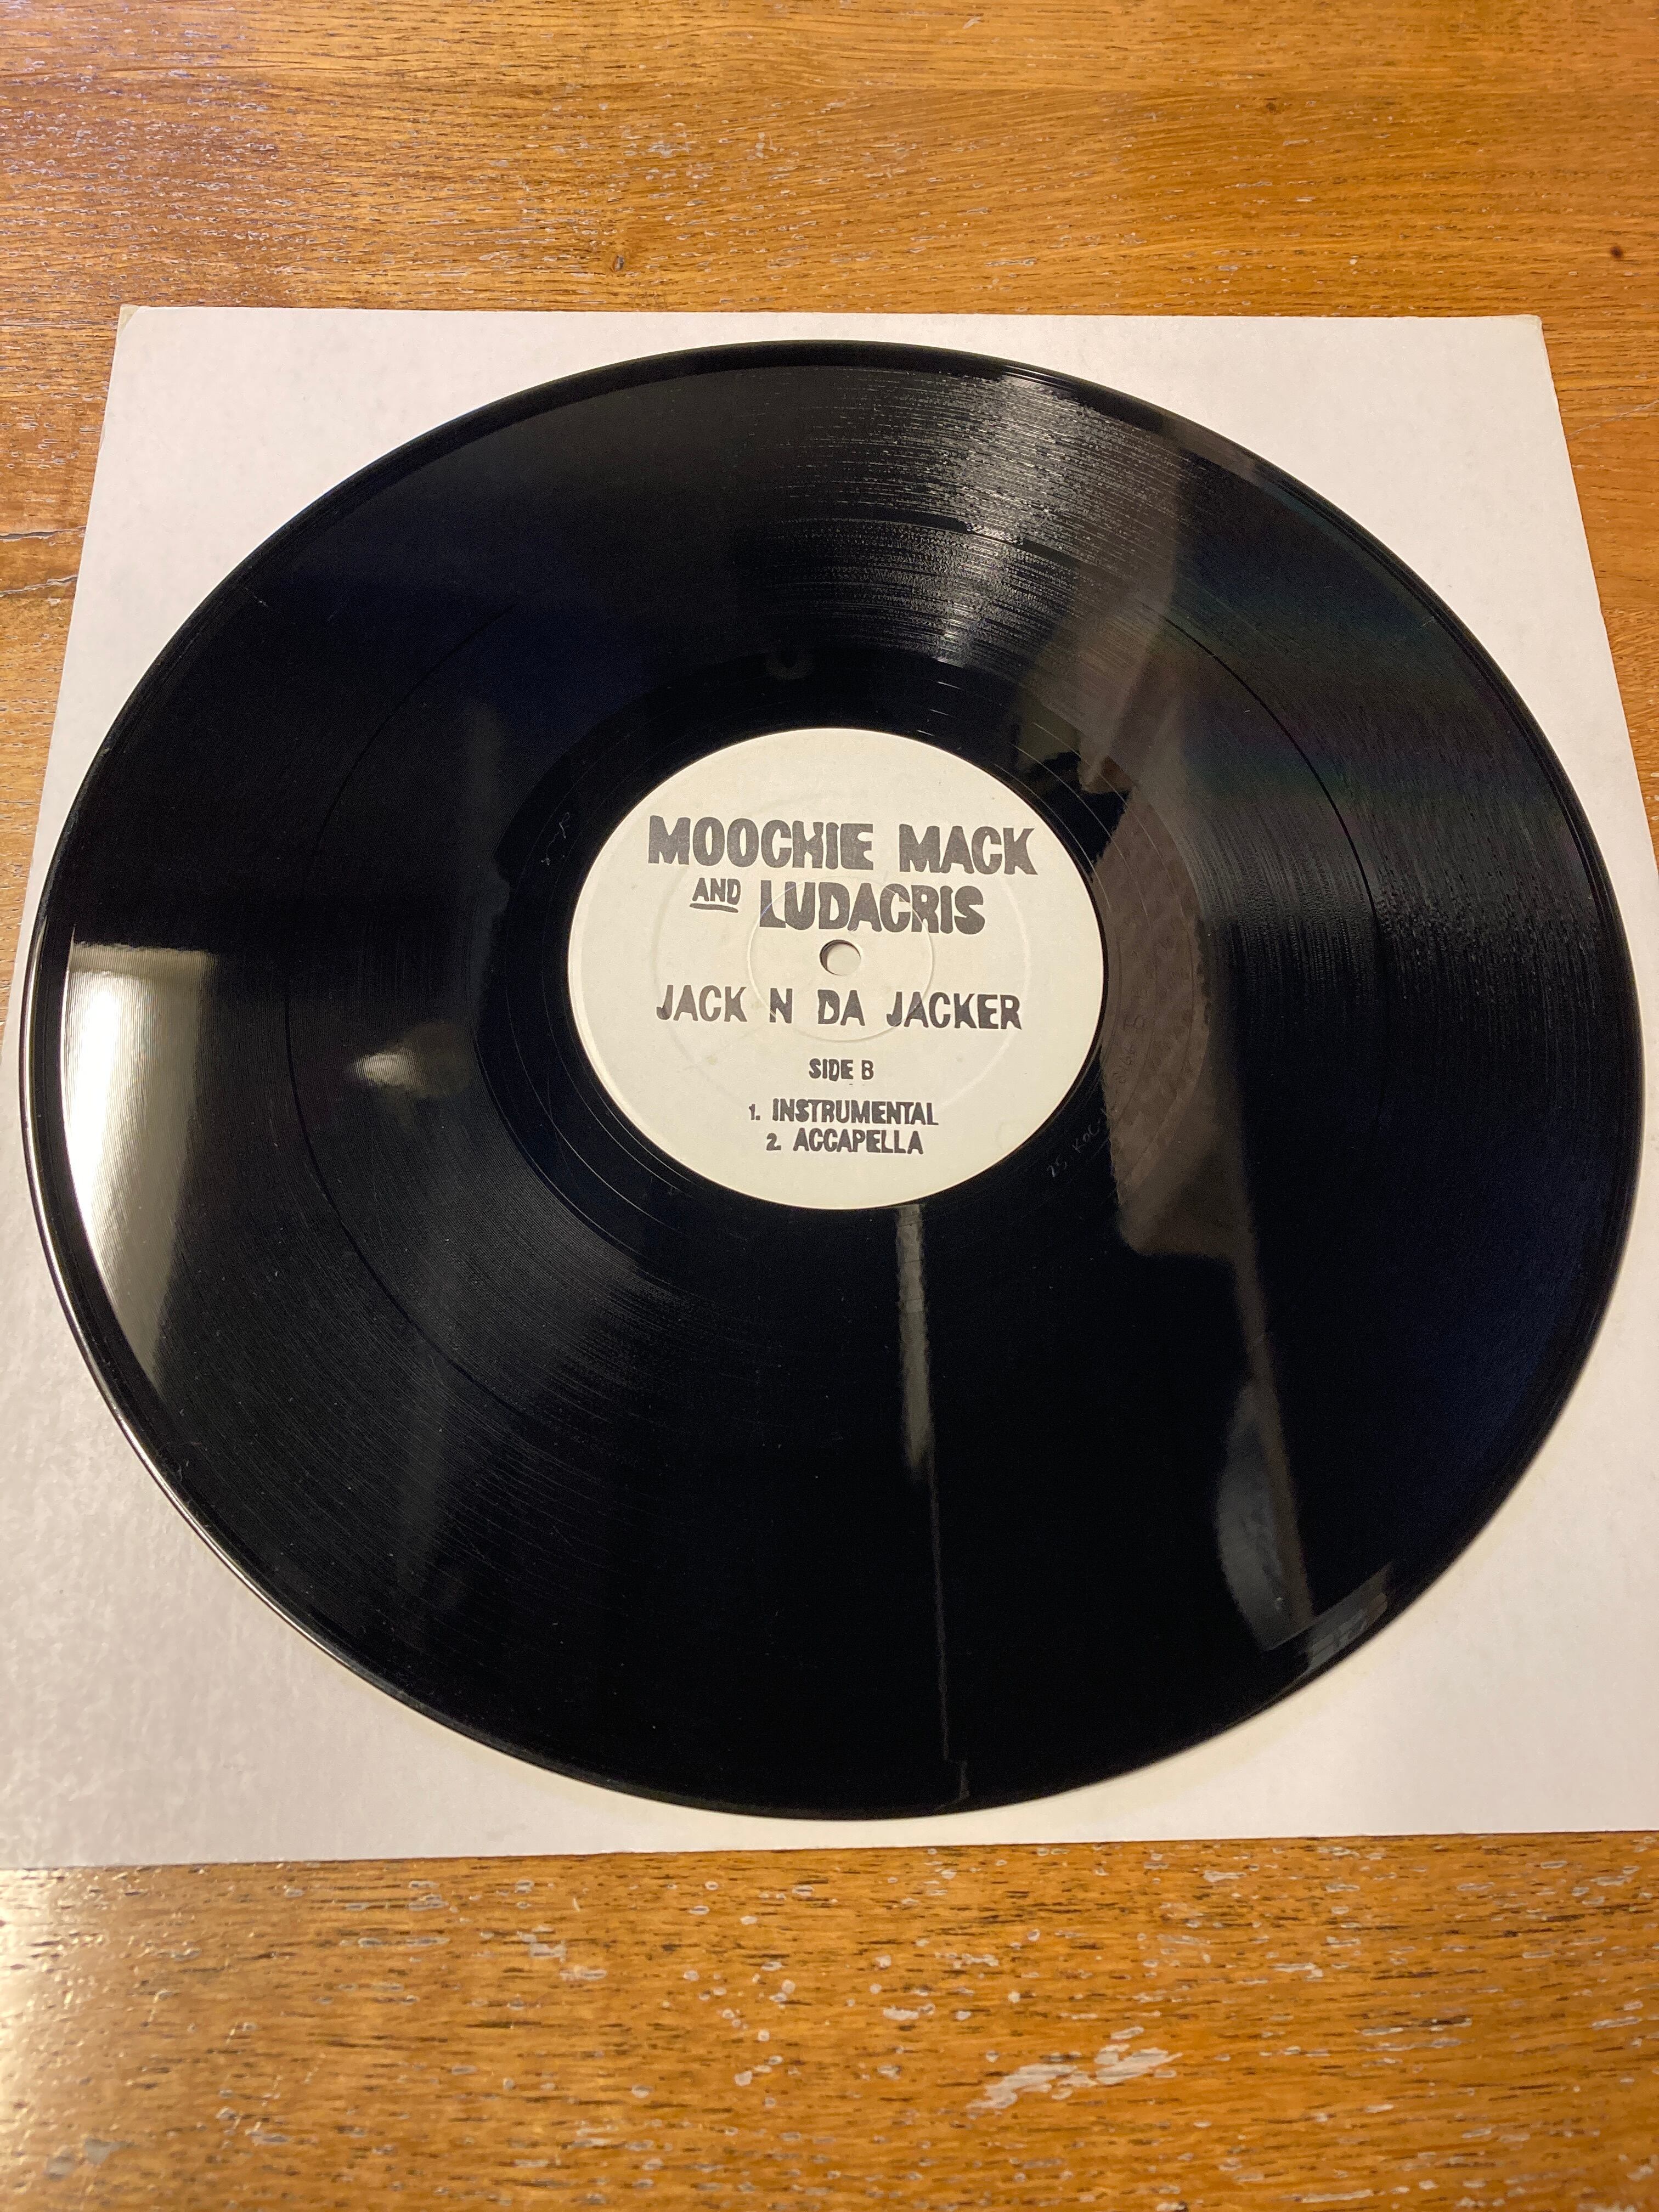 MOOCHIE MACK
AND LUDACRIS
JACK N DA JACKER
SIDE B
1. INSTRUMENTAL
2. ACCAPELLA